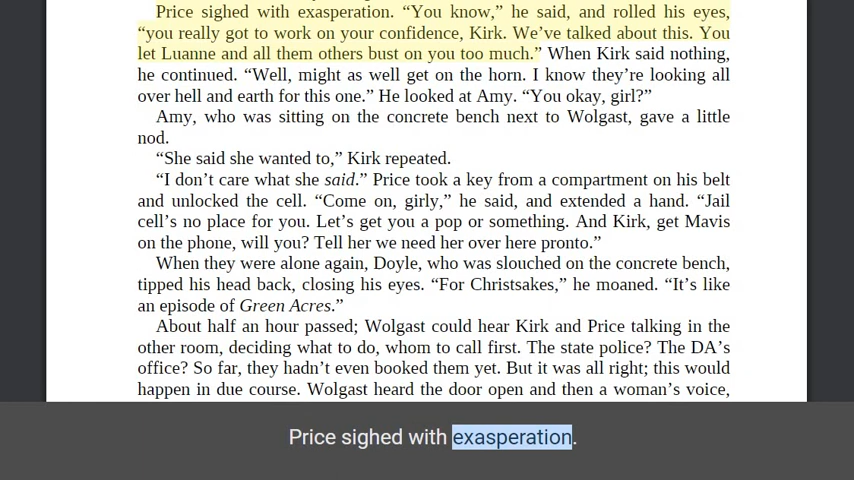 Price sighed with exasperation. “You know,” he said, and rolled his eyes,
“you really got to work on your confidence, Kirk. We’ve talked about this. You
let Luanne and all them others bust on you too much.” When Kirk said nothing,
he continued. “Well, might as well get on the horn. I know they’re looking all
over hell and earth for this one.” He looked at Amy. “You okay, girl?”
Amy, who was sitting on the concrete bench next to Wolgast, gave a little
nod.
“She said she wanted to,” Kirk repeated.
“I don’t care what she said.” Price took a key from a compartment on his belt
and unlocked the cell. “Come on, girly,” he said, and extended a hand. “Jail
cell’s no place for you. Let’s get you a pop or something. And Kirk, get Mavis
on the phone, will you? Tell her we need her over here pronto.”
When they were alone again, Doyle, who was slouched on the concrete bench,
tipped his head back, closing his eyes. “For Christsakes,” he moaned. “It’s like
an episode of Green Acres.”
About half an hour passed; Wolgast could hear Kirk and Price talking in the
other room, deciding what to do, whom to call first. The state police? The DA’s
office? So far, they hadn’t even booked them yet. But it was all right; this would
happen in due course. Wolgast heard the door open and then a woman’s voice,
Price sighed with exasperation.